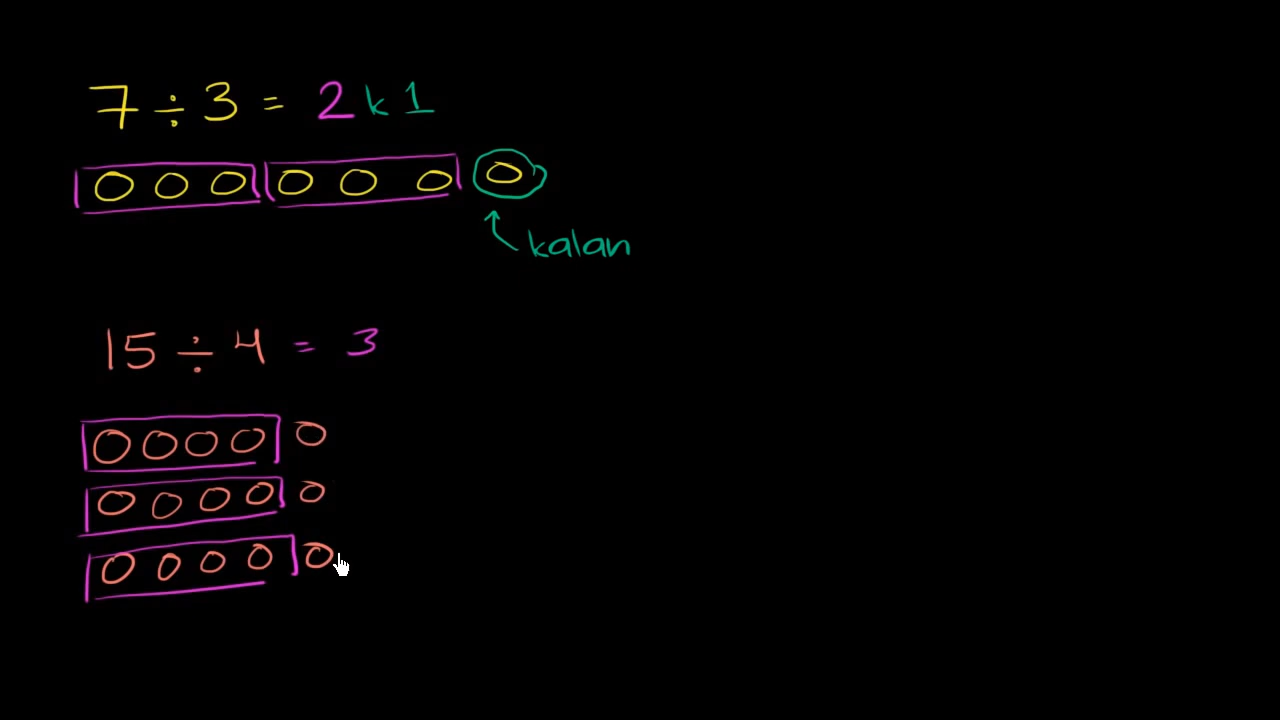 7 ÷ 3 = 2 k 1
kalan
15 ÷ 4 = 3